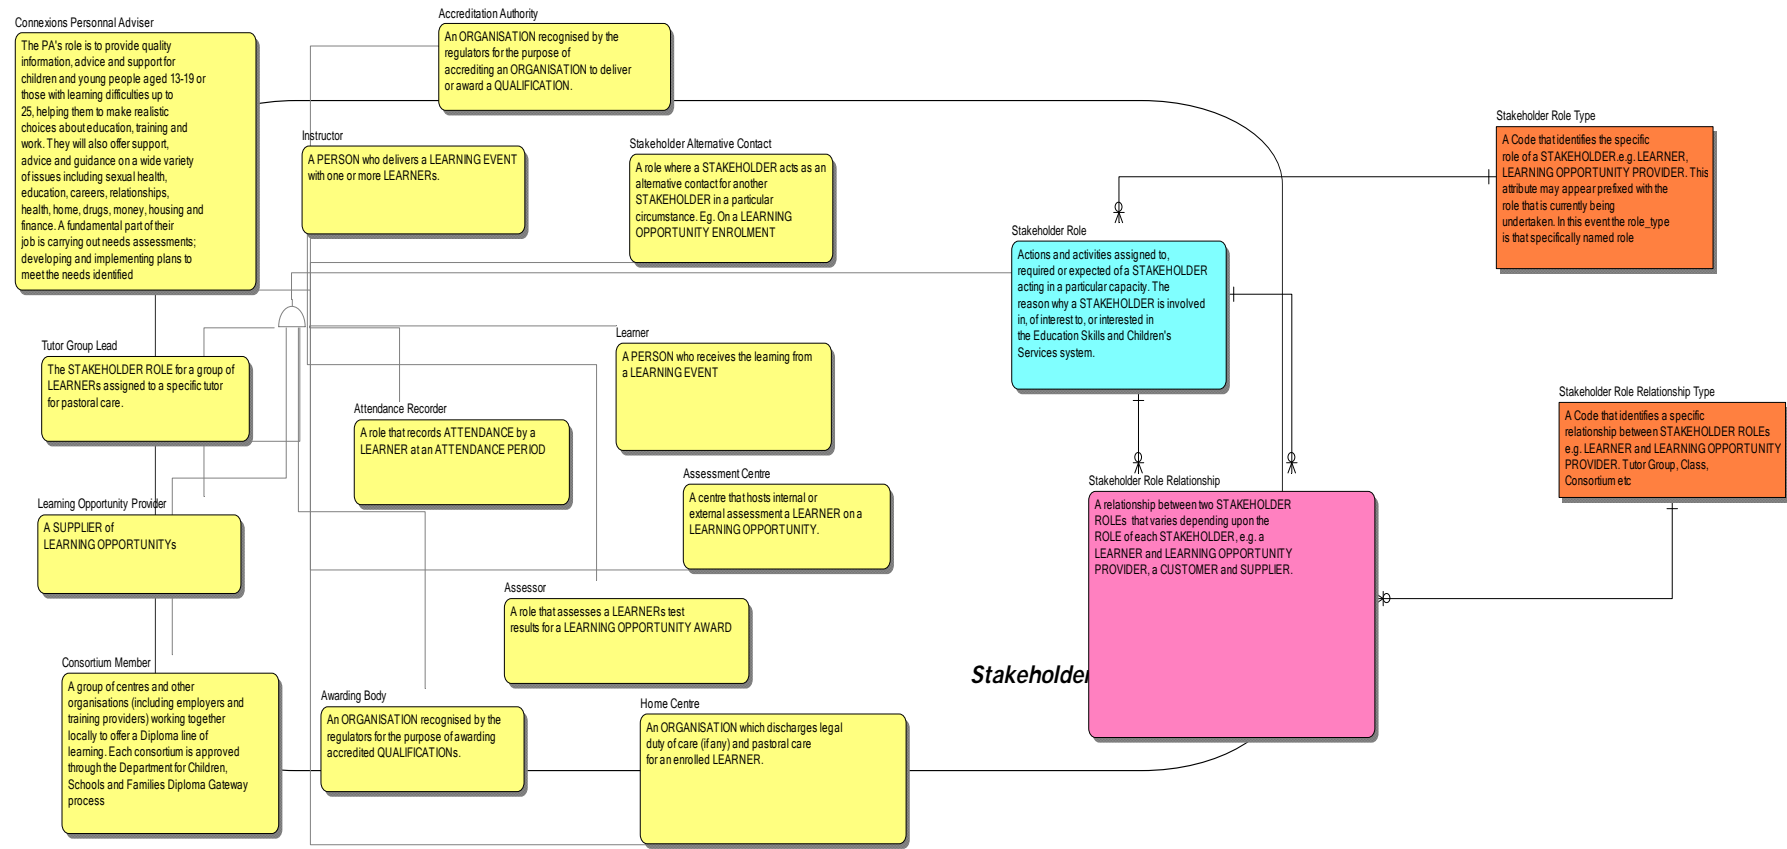 Connexions Personnal Adviser
The PA's role is to provide quality
information, advice and support for
children and young people aged 13-19 or
those with learning difficulties up to
25, helping them to make realistic
choices about education, training and
work. They will also offer support,
advice and guidance on a wide variety
of issues including sexual health,
education, careers, relationships,
health, home, drugs, money, housing and
finance. A fundamental part of their
job is carrying out needs assessments;
developing and implementing plans to
meet the needs identified
Accreditation Authority
An ORGANISATION recognised by the
regulators for the purpose of
accrediting an ORGANISATION to deliver
or award a QUALIFICATION.
Instructor
A PERSON who delivers a LEARNING EVENT
with one or more LEARNERs.
Stakeholder Alternative Contact
A role where a STAKEHOLDER acts as an
alternative contact for another
STAKEHOLDER in a particular
circumstance. Eg. On a LEARNING
OPPORTUNITY ENROLMENT
Stakeholder Role Type
A Code that identifies the specific
role of a STAKEHOLDER.e.g. LEARNER,
LEARNING OPPORTUNITY PROVIDER. This
attribute may appear prefixed with the
role that is currently being
undertaken. In this event the role_type
is that specifically named role
Stakeholder Role
Actions and activities assigned to,
required or expected of a STAKEHOLDER
acting in a particular capacity. The
reason why a STAKEHOLDER is involved
in, of interest to, or interested in
the Education Skills and Children's
Services system.
Tutor Group Lead
The STAKEHOLDER ROLE for a group of
LEARNERs assigned to a specific tutor
for pastoral care.
Learner
A PERSON who receives the learning from
a LEARNING EVENT
Attendance Recorder
A role that records ATTENDANCE by a
LEARNER at an ATTENDANCE PERIOD
Stakeholder Role Relationship Type
A Code that identifies a specific
relationship between STAKEHOLDER ROLEs
e.g. LEARNER and LEARNING OPPORTUNITY
PROVIDER. Tutor Group, Class,
Consortium etc
Assessment Centre
A centre that hosts internal or
external assessment a LEARNER on a
LEARNING OPPORTUNITY.
Stakeholder Role Relationship
A relationship between two STAKEHOLDER
ROLEs that varies depending upon the
ROLE of each STAKEHOLDER, e.g. a
LEARNER and LEARNING OPPORTUNITY
PROVIDER, a CUSTOMER and SUPPLIER.
Learning Opportunity Provider
A SUPPLIER of
LEARNING OPPORTUNITYs
Assessor
A role that assesses a LEARNERs test
results for a LEARNING OPPORTUNITY AWARD
Stakeholder
Consortium Member
A group of centres and other
organisations (including employers and
training providers) working together
locally to offer a Diploma line of
learning. Each consortium is approved
through the Department for Children,
Schools and Families Diploma Gateway
process
Awarding Body
An ORGANISATION recognised by the
regulators for the purpose of awarding
accredited QUALIFICATIONs.
Home Centre
An ORGANISATION which discharges legal
duty of care (if any) and pastoral care
for an enrolled LEARNER.